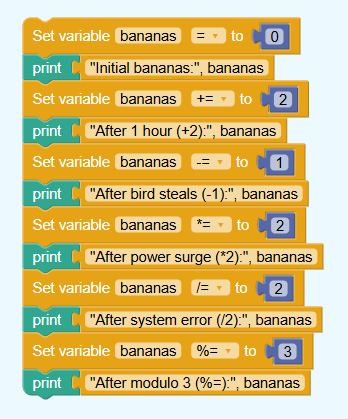 Set variable bananas = to 0
print "Initial bananas:", bananas
Set variable bananas += to 2
print "After 1 hour (+2):", bananas
Set variable bananas -= to 1
print "After bird steals (-1):", bananas
Set variable bananas *= to 2
print "After power surge (*2):", bananas
Set variable bananas /= to 2
print "After system error (/2):", bananas
Set variable bananas %= to 3
print "After modulo 3 (%=):", bananas